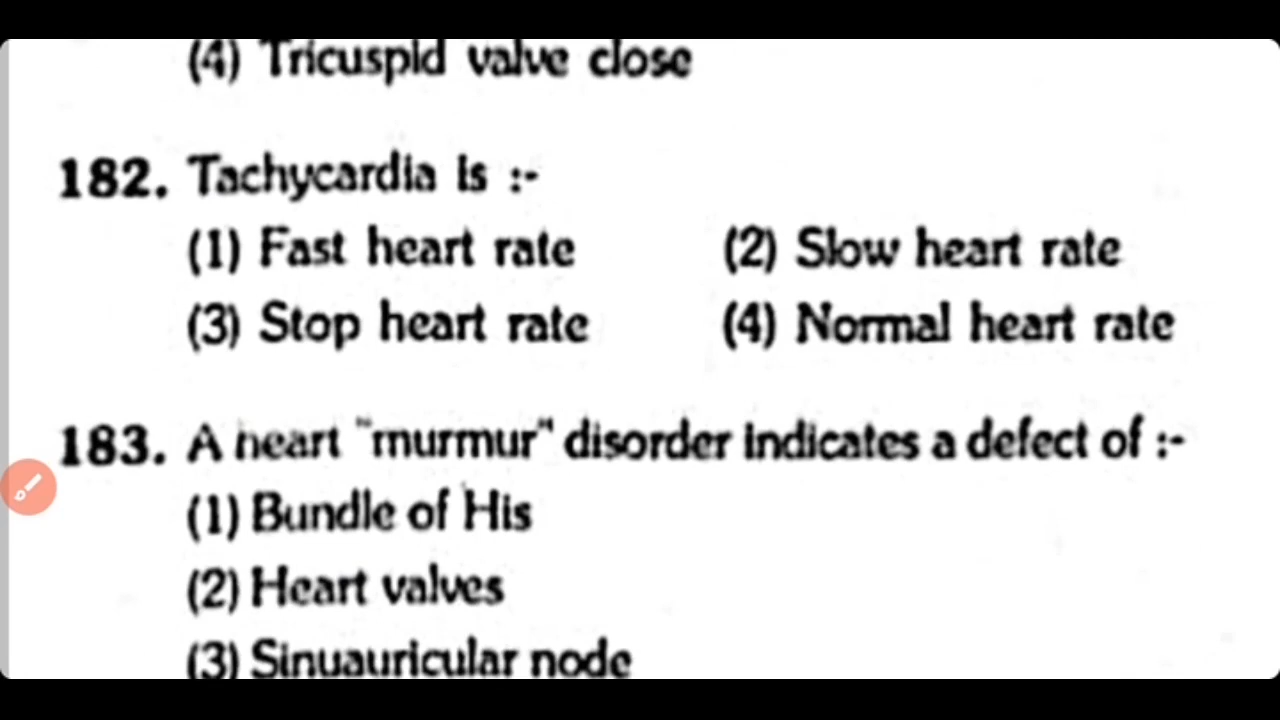 (4) Tricuspid valve close
182. Tachycardia is :-
(1) Fast heart rate (2) Slow heart rate
(3) Stop heart rate (4) Normal heart rate
183. A heart "murmur" disorder indicates a defect of :-
(1) Bundle of His
(2) Heart valves
(3) Sinuauricular node